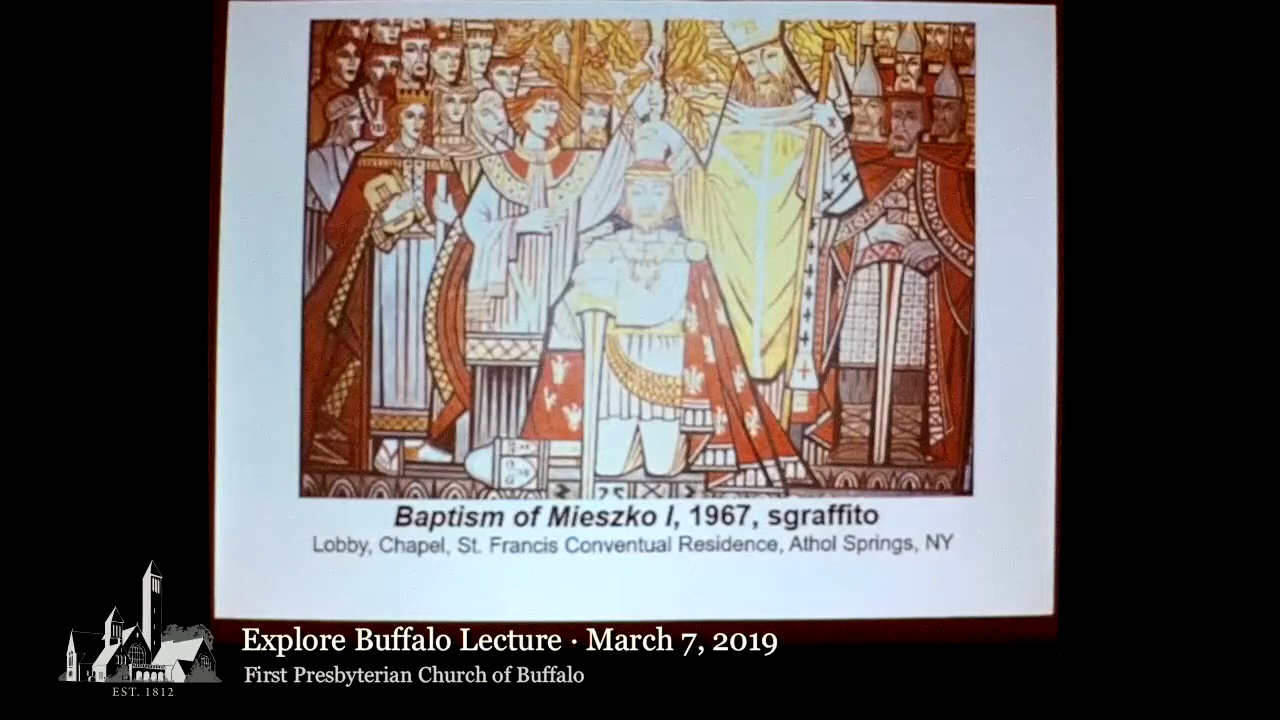 Baptism of Mieszko I, 1967, sgraffito
Lobby, Chapel, St. Francis Conventual Residence, Athol Springs, NY
Explore Buffalo Lecture · March 7, 2019
First Presbyterian Church of Buffalo
EST. 1812